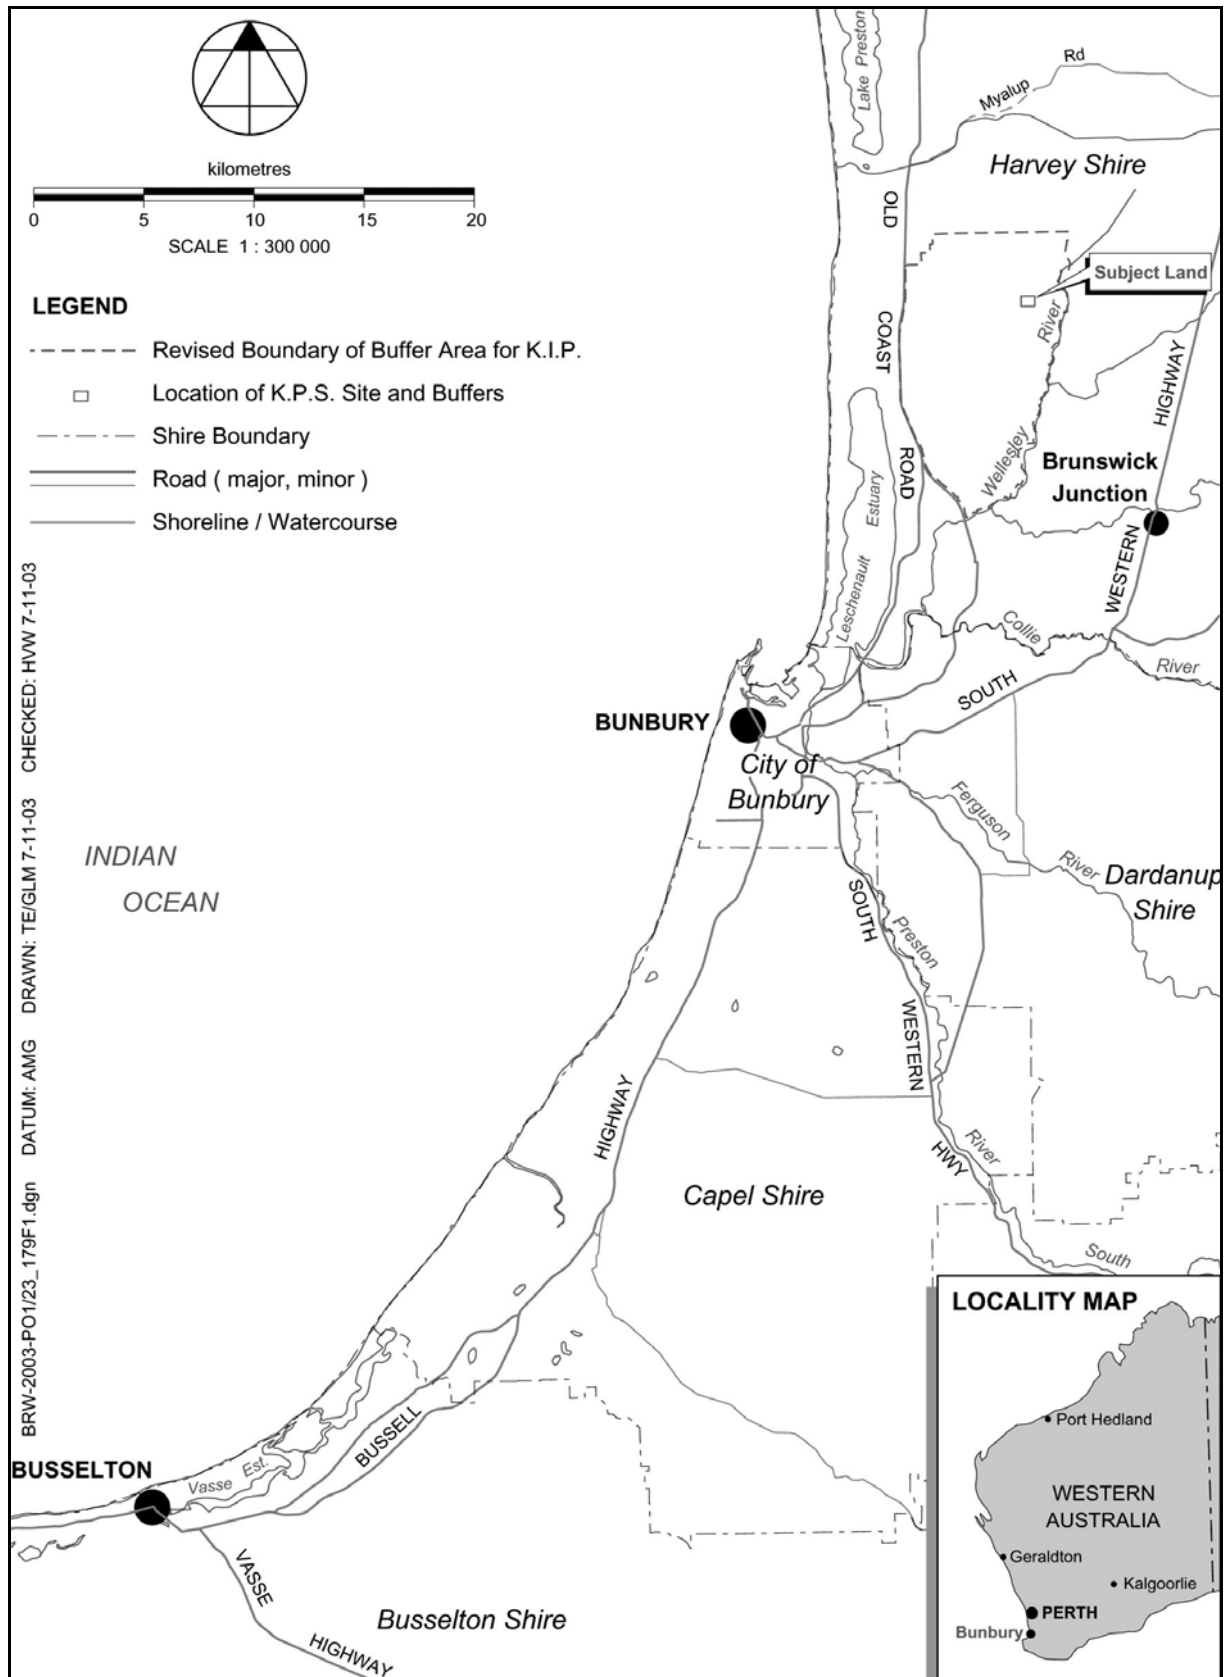 kilometres
0 5 10 15 20
SCALE 1 : 300 000
LEGEND
Revised Boundary of Buffer Area for K.I.P.
Location of K.P.S. Site and Buffers
Shire Boundary
Road ( major, minor )
Shoreline / Watercourse
BRW-2003-PO1/23_179F1.dgn DATUM: AMG DRAWN: TE/GLM 7-11-03 CHECKED: HVW 7-11-03
Lake Preston
Myalup Rd
Harvey Shire
OLD COAST ROAD
Subject Land
Wellesley River
HIGHWAY
Brunswick
Junction
WESTERN
SOUTH
Leschenault Estuary
Collie River
BUNBURY
City of
Bunbury
Ferguson River
Dardanup
Shire
INDIAN
OCEAN
SOUTH WESTERN HWY
Preston River
South
HIGHWAY
Capel Shire
BUSSELL
BUSSELTON
Vasse Est.
VASSE
HIGHWAY
Busselton Shire
LOCALITY MAP
Port Hedland
WESTERN
AUSTRALIA
Geraldton
Kalgoorlie
PERTH
Bunbury